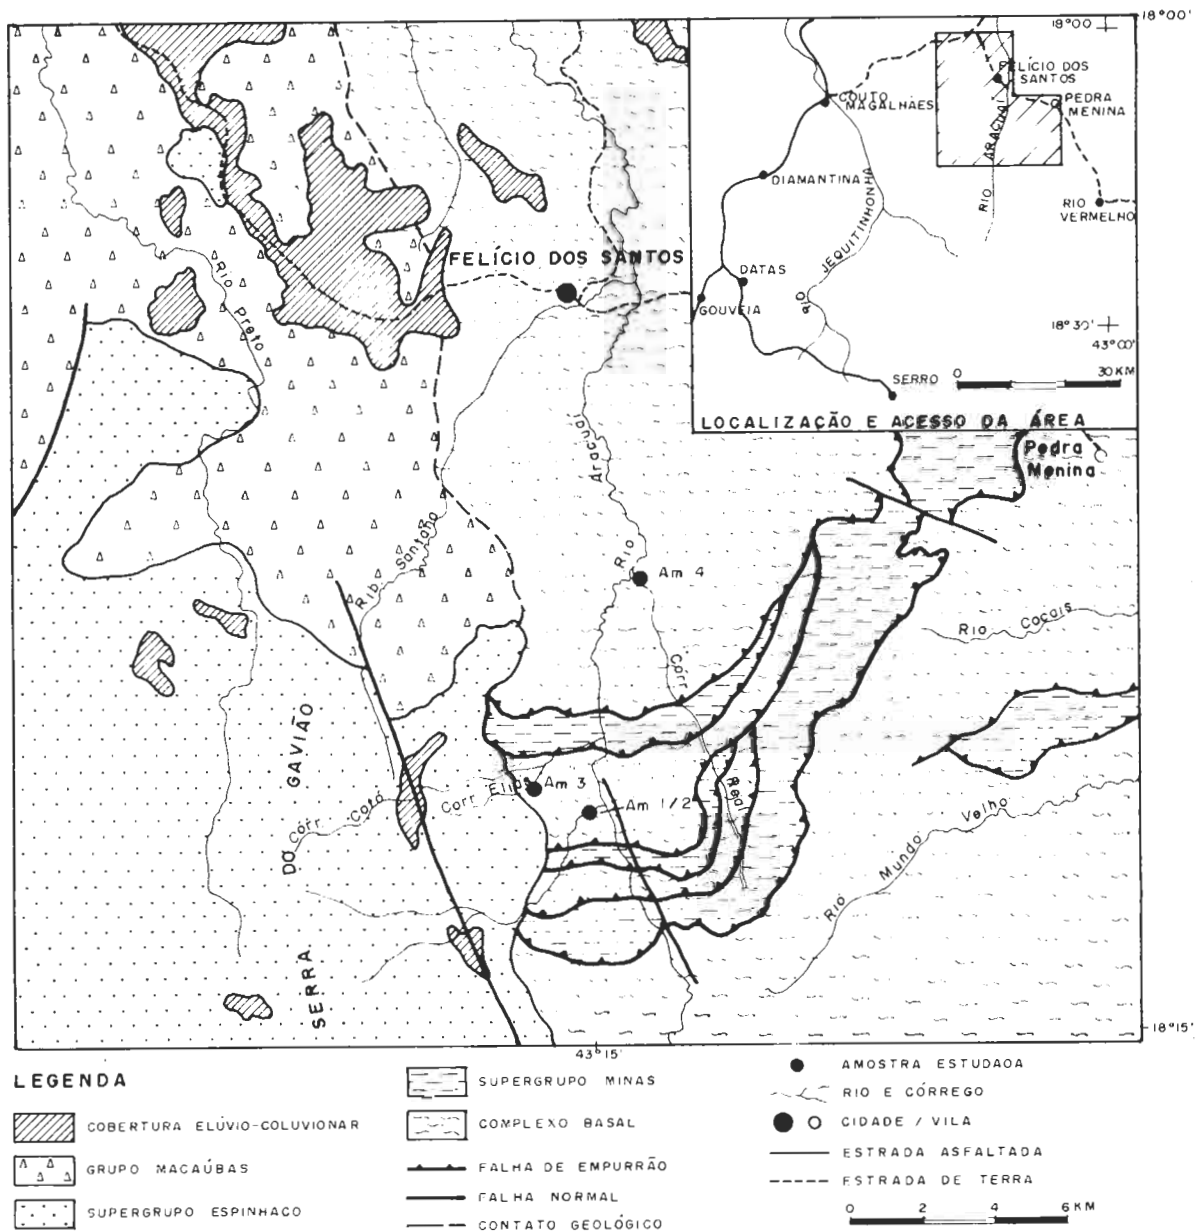 18°00'
18°00
FELÍCIO DOS
SANTOS
COUTO
MAGALHÃES
PEDRA
MENINA
ARAÇUAÍ
RIO
DIAMANTINA
RIO
VERMELHO
RIO JEQUITINHONHA
DATAS
GOUVEIA
18°30'
43°00'
SERRO
0 30 KM
LOCALIZAÇÃO E ACESSO DA ÁREA
FELÍCIO DOS SANTOS
Rio Preto
Pedra
Menina
Rio Araçuaí
Rib. Santana
Am 4
Rio Cocais
Córr. Real
SERRA DO GAVIÃO
Am 3
Corr Elias
Am 1/2
Córr.
Rio Mundo Velho
18°15'
43°15'
LEGENDA
COBERTURA ELÚVIO-COLUVIONAR
GRUPO MACAÚBAS
SUPERGRUPO ESPINHAÇO
SUPERGRUPO MINAS
COMPLEXO BASAL
FALHA DE EMPURRÃO
FALHA NORMAL
CONTATO GEOLÓGICO
AMOSTRA ESTUDADA
RIO E CÓRREGO
CIDADE / VILA
ESTRADA ASFALTADA
ESTRADA DE TERRA
0 2 4 6 KM